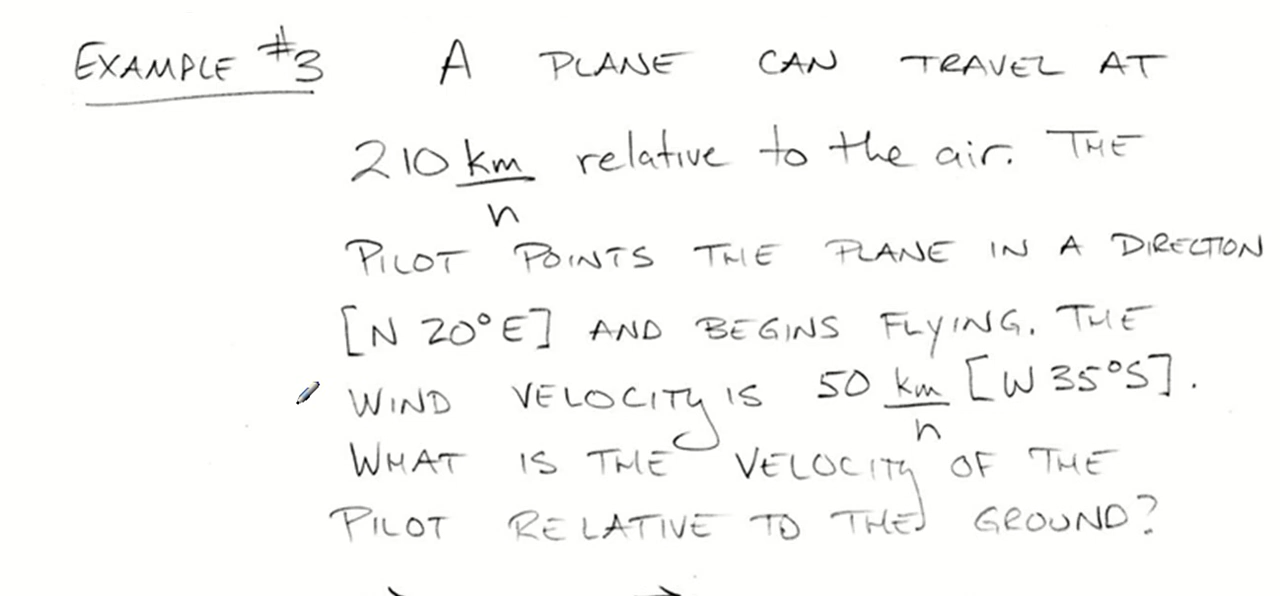 EXAMPLE #3 A PLANE CAN TRAVEL AT
210 km/h relative to the air. THE
PILOT POINTS THE PLANE IN A DIRECTION
[N 20° E] AND BEGINS FLYING. THE
WIND VELOCITY IS 50 km/h [W 35° S].
WHAT IS THE VELOCITY OF THE
PILOT RELATIVE TO THE GROUND?